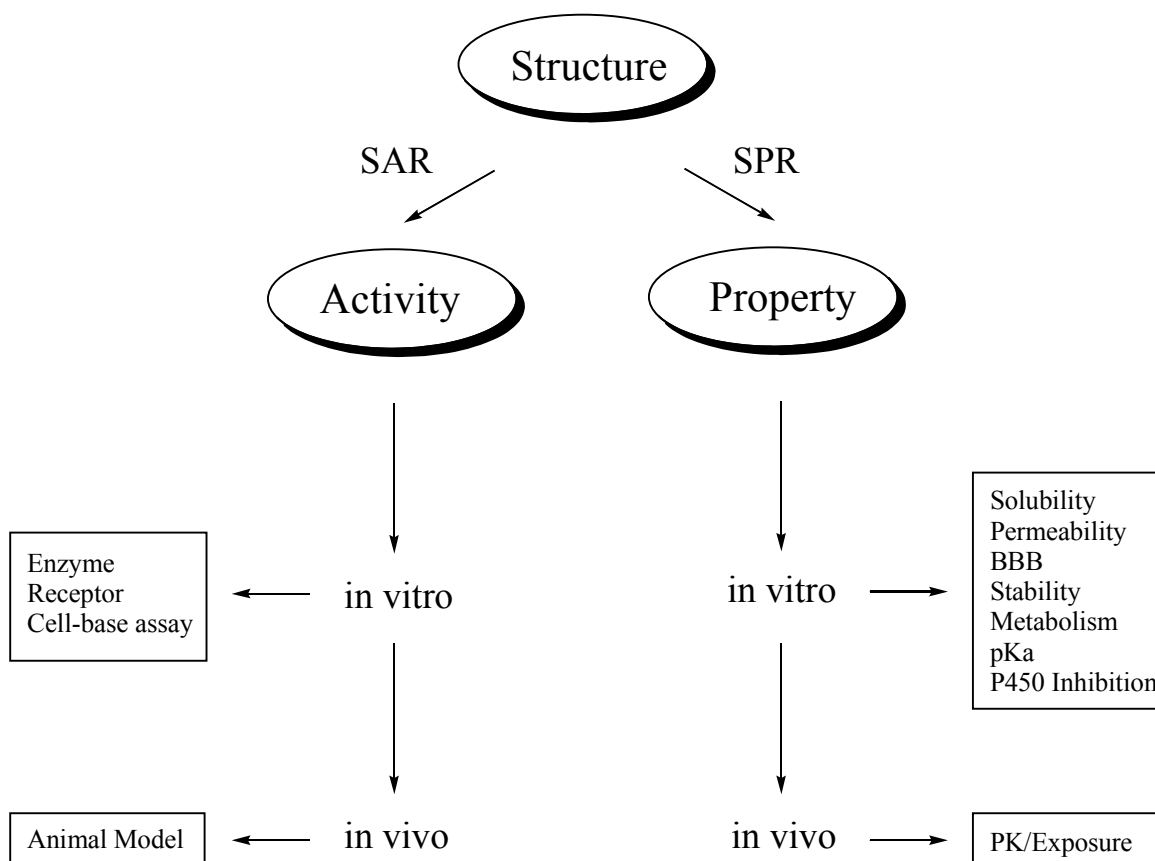 Structure
SAR
SPR
Activity
Property
Enzyme
Receptor
Cell-base assay
in vitro
in vitro
Solubility
Permeability
BBB
Stability
Metabolism
pKa
P450 Inhibition
Animal Model
in vivo
in vivo
PK/Exposure